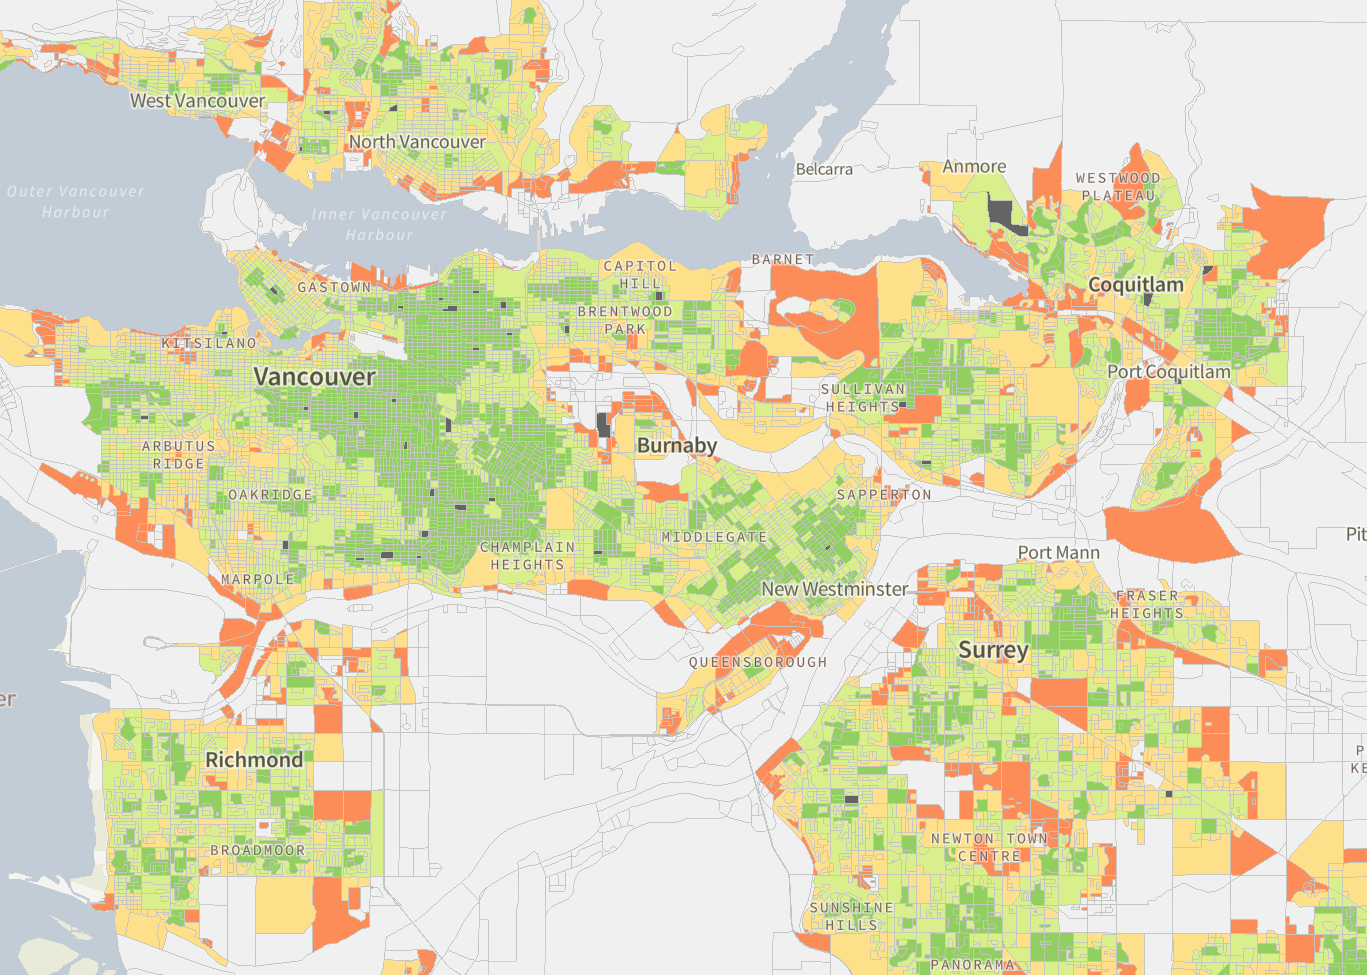 West Vancouver
North Vancouver
Belcarra
Anmore
WESTWOOD
PLATEAU
Outer Vancouver
Harbour
Inner Vancouver
Harbour
BARNET
CAPITOL
HILL
GASTOWN
Coquitlam
BRENTWOOD
PARK
KITSILANO
Vancouver
Port Coquitlam
SULLIVAN
HEIGHTS
ARBUTUS
RIDGE
Burnaby
OAKRIDGE
SAPPERTON
MIDDLEGATE
CHAMPLAIN
HEIGHTS
Port Mann
Pit
MARPOLE
New Westminster
FRASER
HEIGHTS
Surrey
QUEENSBOROUGH
er
Richmond
P
KE
BROADMOOR
NEWTON TOWN
CENTRE
SUNSHINE
HILLS
PANORAMA